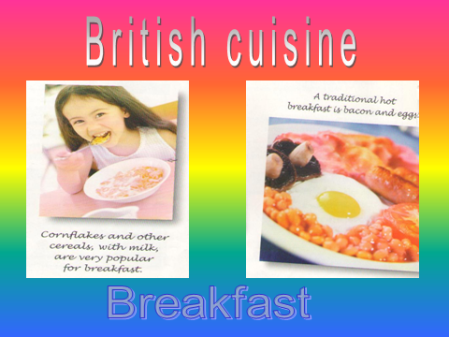 British cuisine
Cornflakes and other
cereals, with milk,
are very popular
for breakfast.
A traditional hot
breakfast is bacon and eggs.
Breakfast